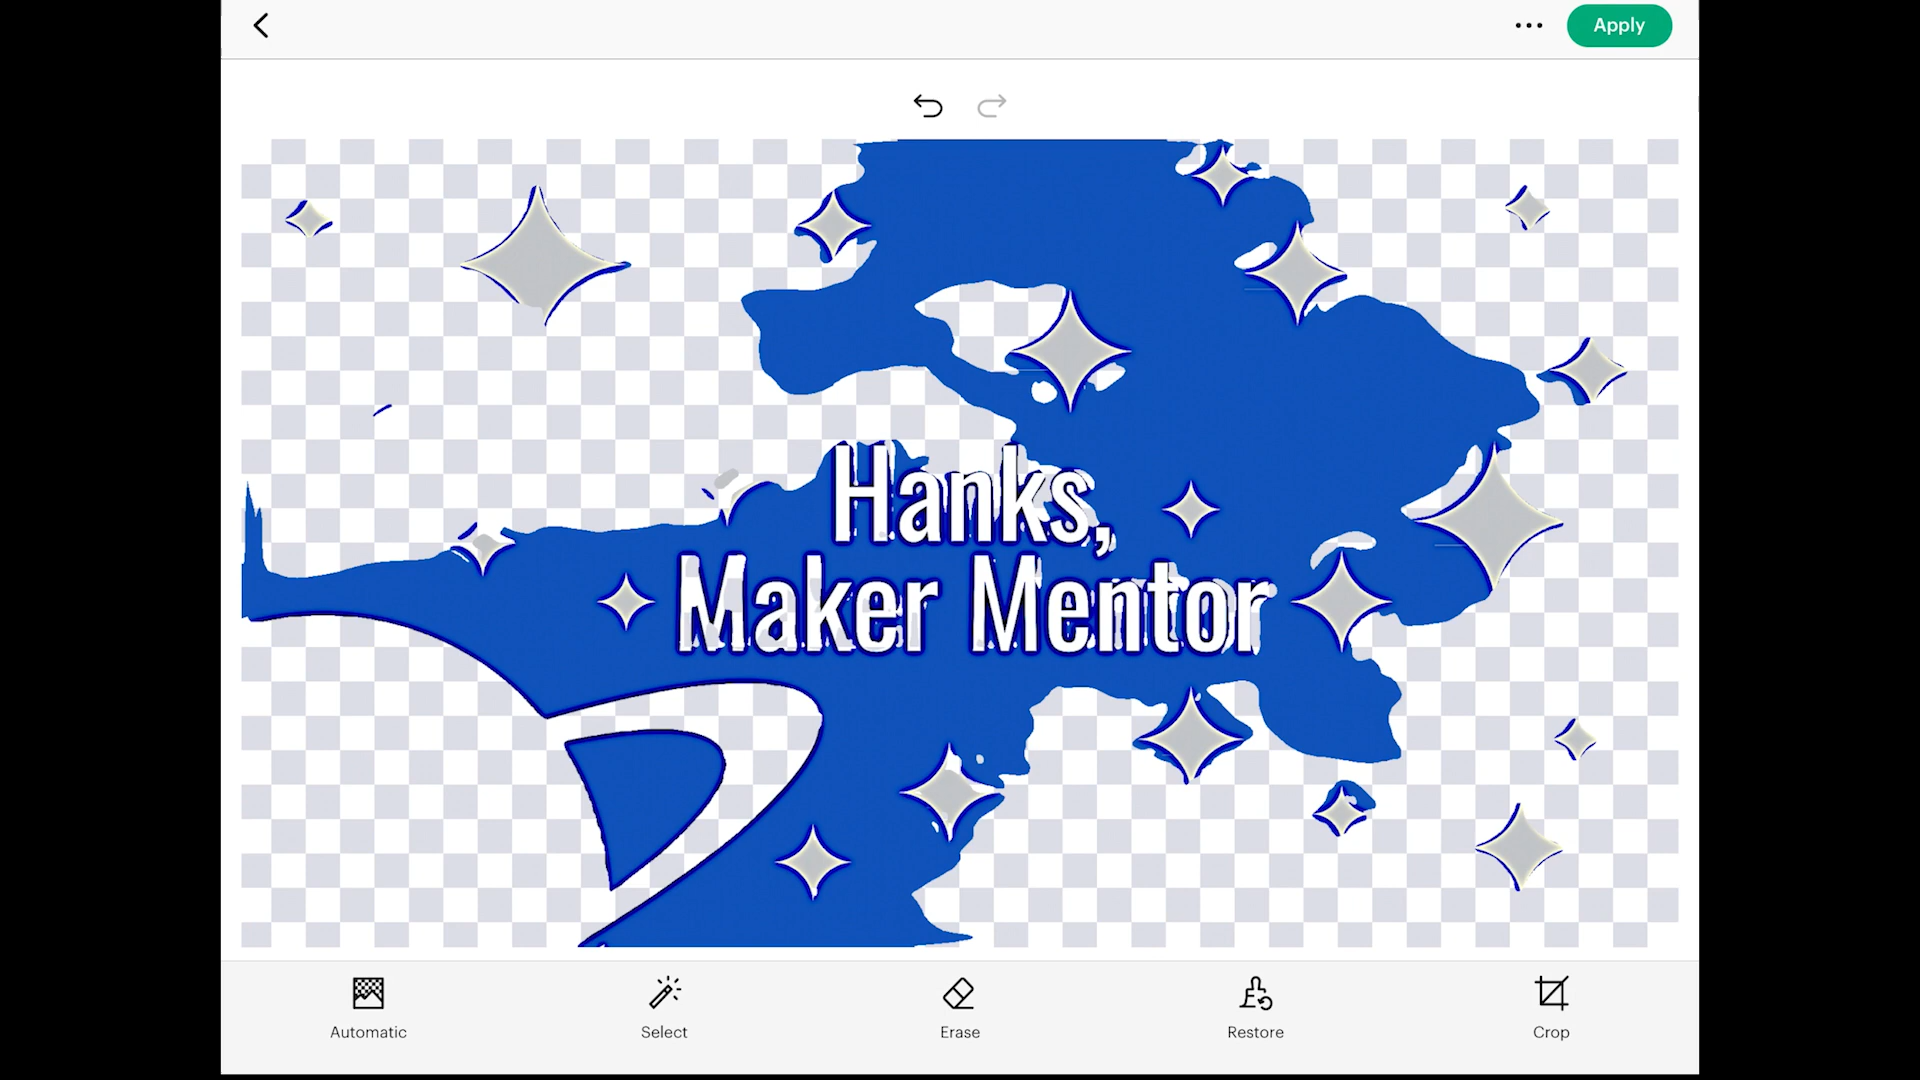 Apply
Hanks,
Maker Mentor
Automatic
Select
Erase
Restore
Crop